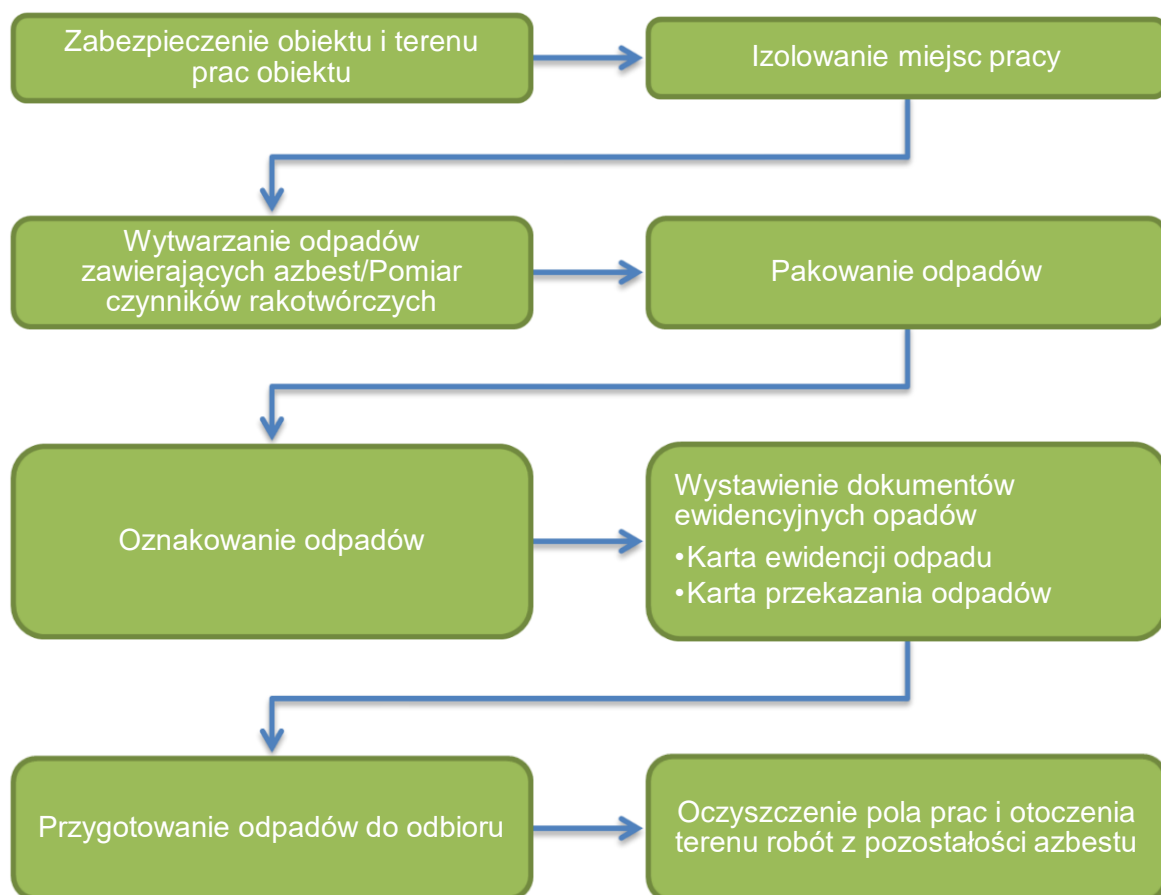 Zabezpieczenie obiektu i terenu
prac obiektu
Izolowanie miejsc pracy
Wytwarzanie odpadów
zawierających azbest/Pomiar
czynników rakotwórczych
Pakowanie odpadów
Oznakowanie odpadów
Wystawienie dokumentów
ewidencyjnych opadów
•Karta ewidencji odpadu
•Karta przekazania odpadów
Przygotowanie odpadów do odbioru
Oczyszczenie pola prac i otoczenia
terenu robót z pozostałości azbestu